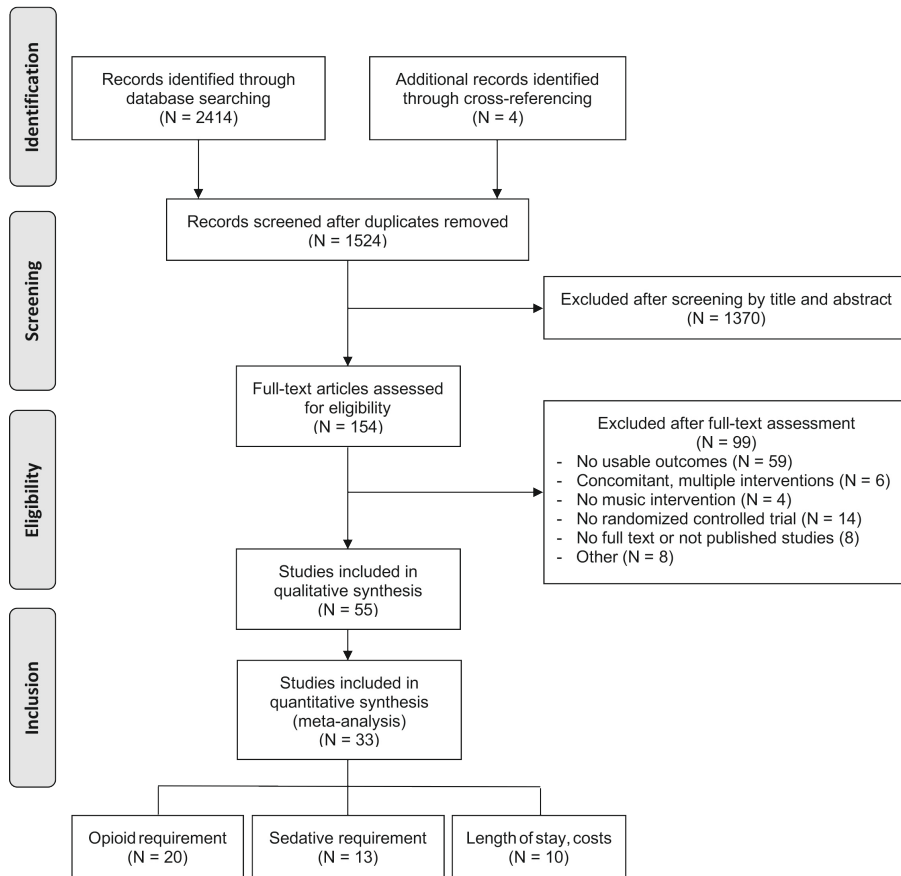 Identification
Records identified through
database searching
(N = 2414)
Additional records identified
through cross-referencing
(N = 4)
Records screened after duplicates removed
(N = 1524)
Screening
Excluded after screening by title and abstract
(N = 1370)
Full-text articles assessed
for eligibility
(N = 154)
Eligibility
Excluded after full-text assessment
(N = 99)
- No usable outcomes (N = 59)
- Concomitant, multiple interventions (N = 6)
- No music intervention (N = 4)
- No randomized controlled trial (N = 14)
- No full text or not published studies (8)
- Other (N = 8)
Studies included in
qualitative synthesis
(N = 55)
Inclusion
Studies included in
quantitative synthesis
(meta-analysis)
(N = 33)
Opioid requirement
(N = 20)
Sedative requirement
(N = 13)
Length of stay, costs
(N = 10)